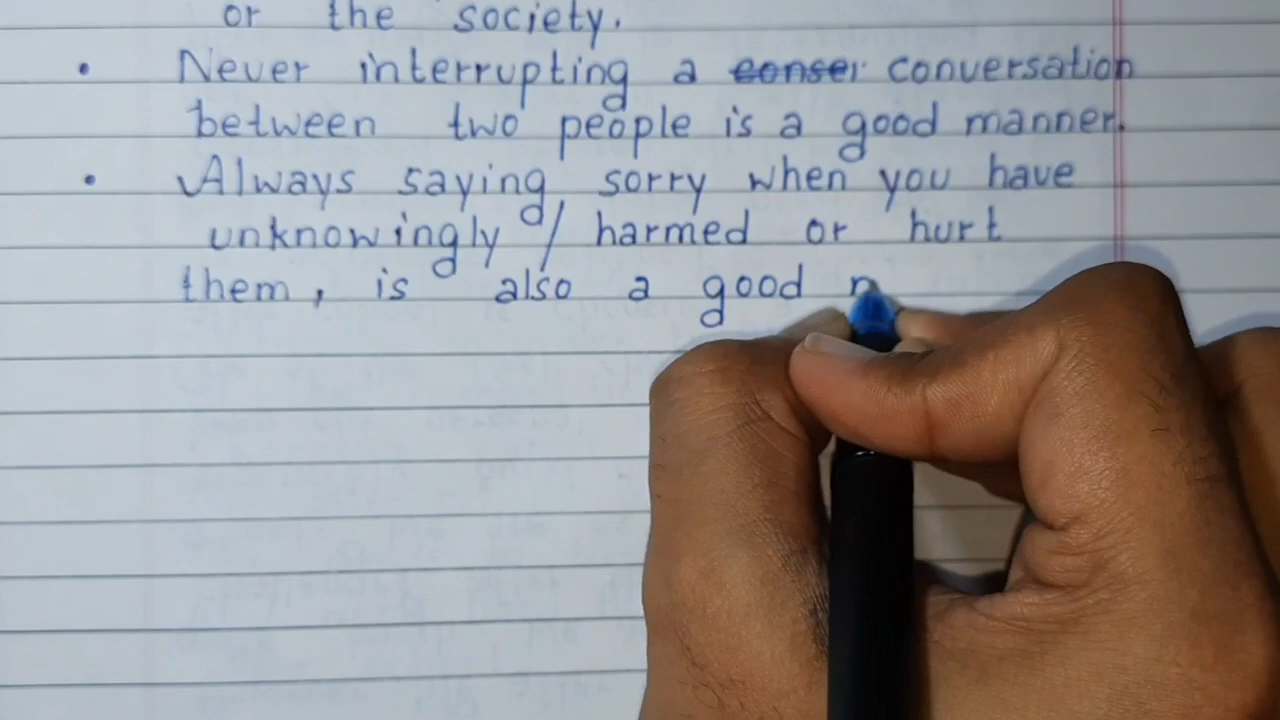 or the society.
• Never interrupting a conversation
between two people is a good manner.
• Always saying sorry when you have
unknowingly / harmed or hurt
them, is also a good